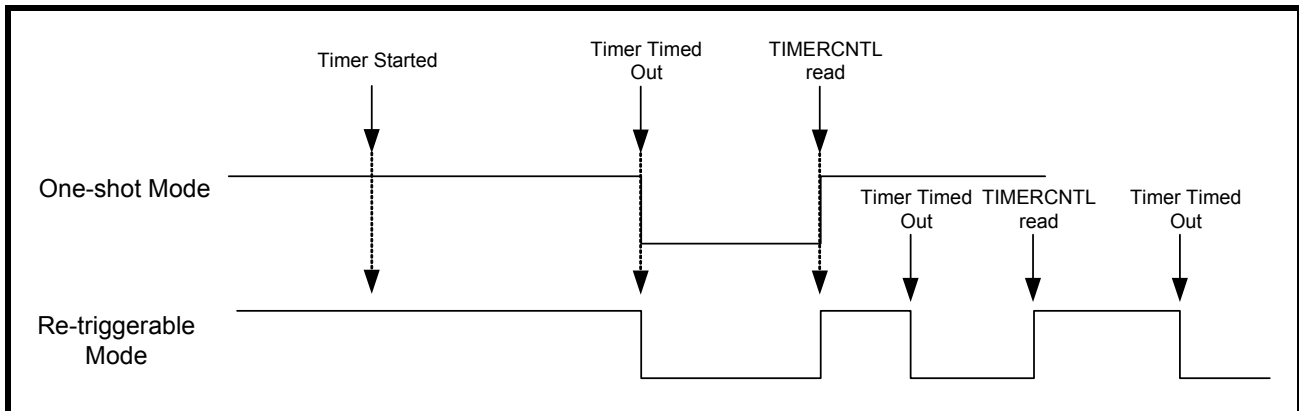 Timer Started
Timer Timed
Out
TIMERCNTL
read
One-shot Mode
Timer Timed
Out
TIMERCNTL
read
Timer Timed
Out
Re-triggerable
Mode